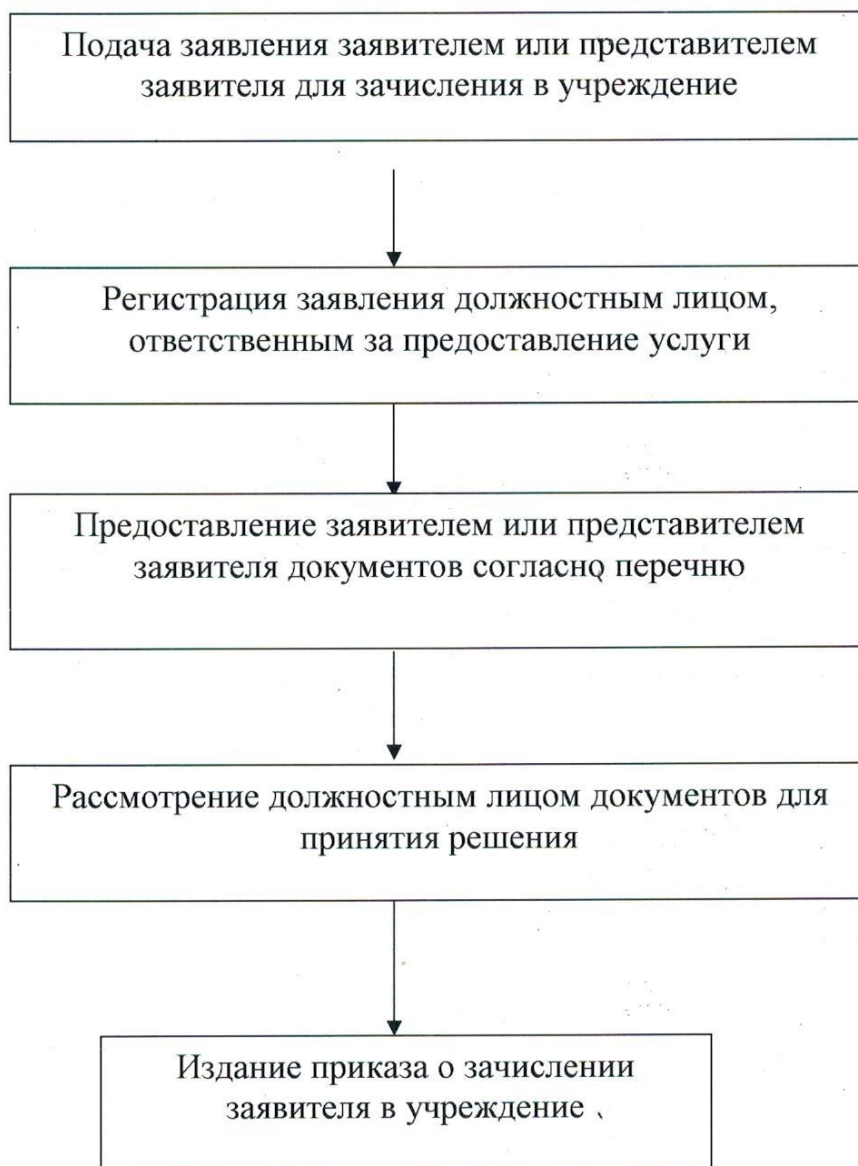 Подача заявления заявителем или представителем
заявителя для зачисления в учреждение
Регистрация заявления должностным лицом,
ответственным за предоставление услуги
Предоставление заявителем или представителем
заявителя документов согласно перечню
Рассмотрение должностным лицом документов для
принятия решения
Издание приказа о зачислении
заявителя в учреждение